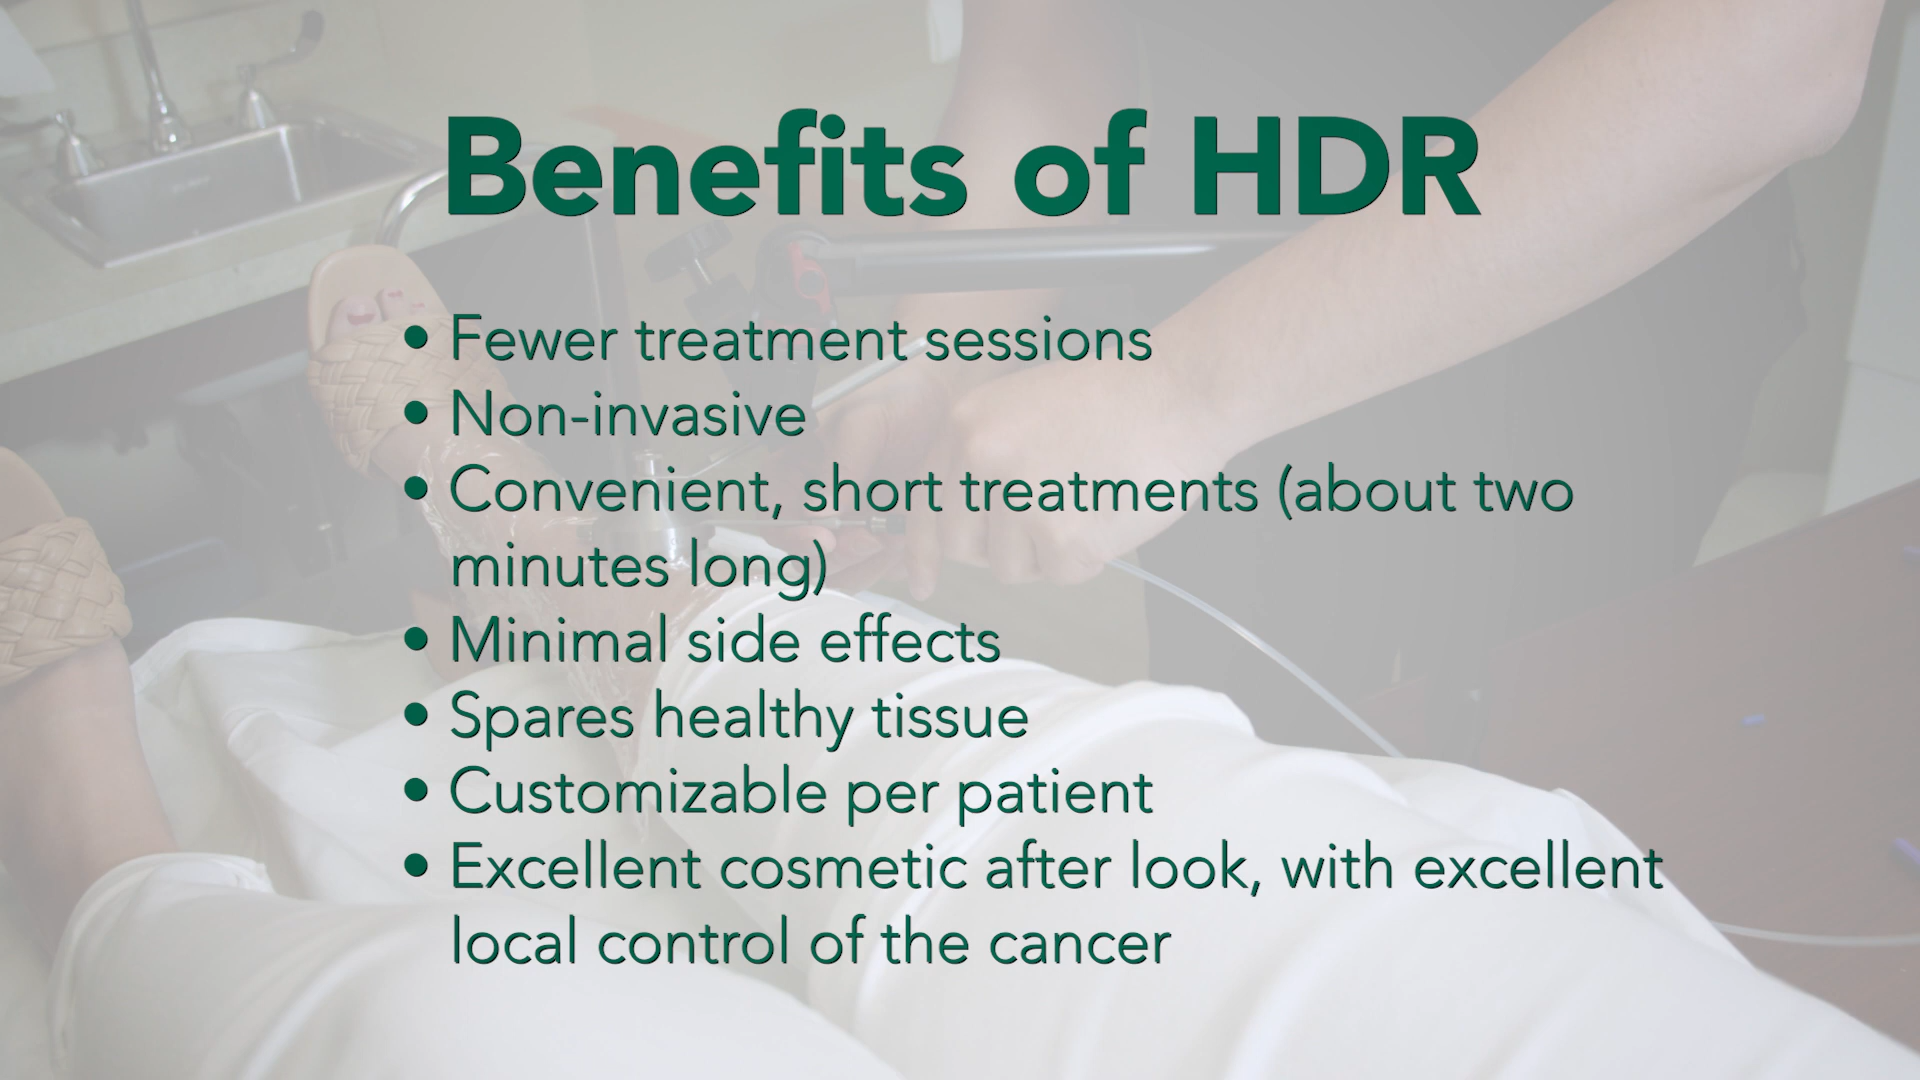 Benefits of HDR
• Fewer treatment sessions
• Non-invasive
• Convenient, short treatments (about two
minutes long)
• Minimal side effects
• Spares healthy tissue
• Customizable per patient
• Excellent cosmetic after look, with excellent
local control of the cancer